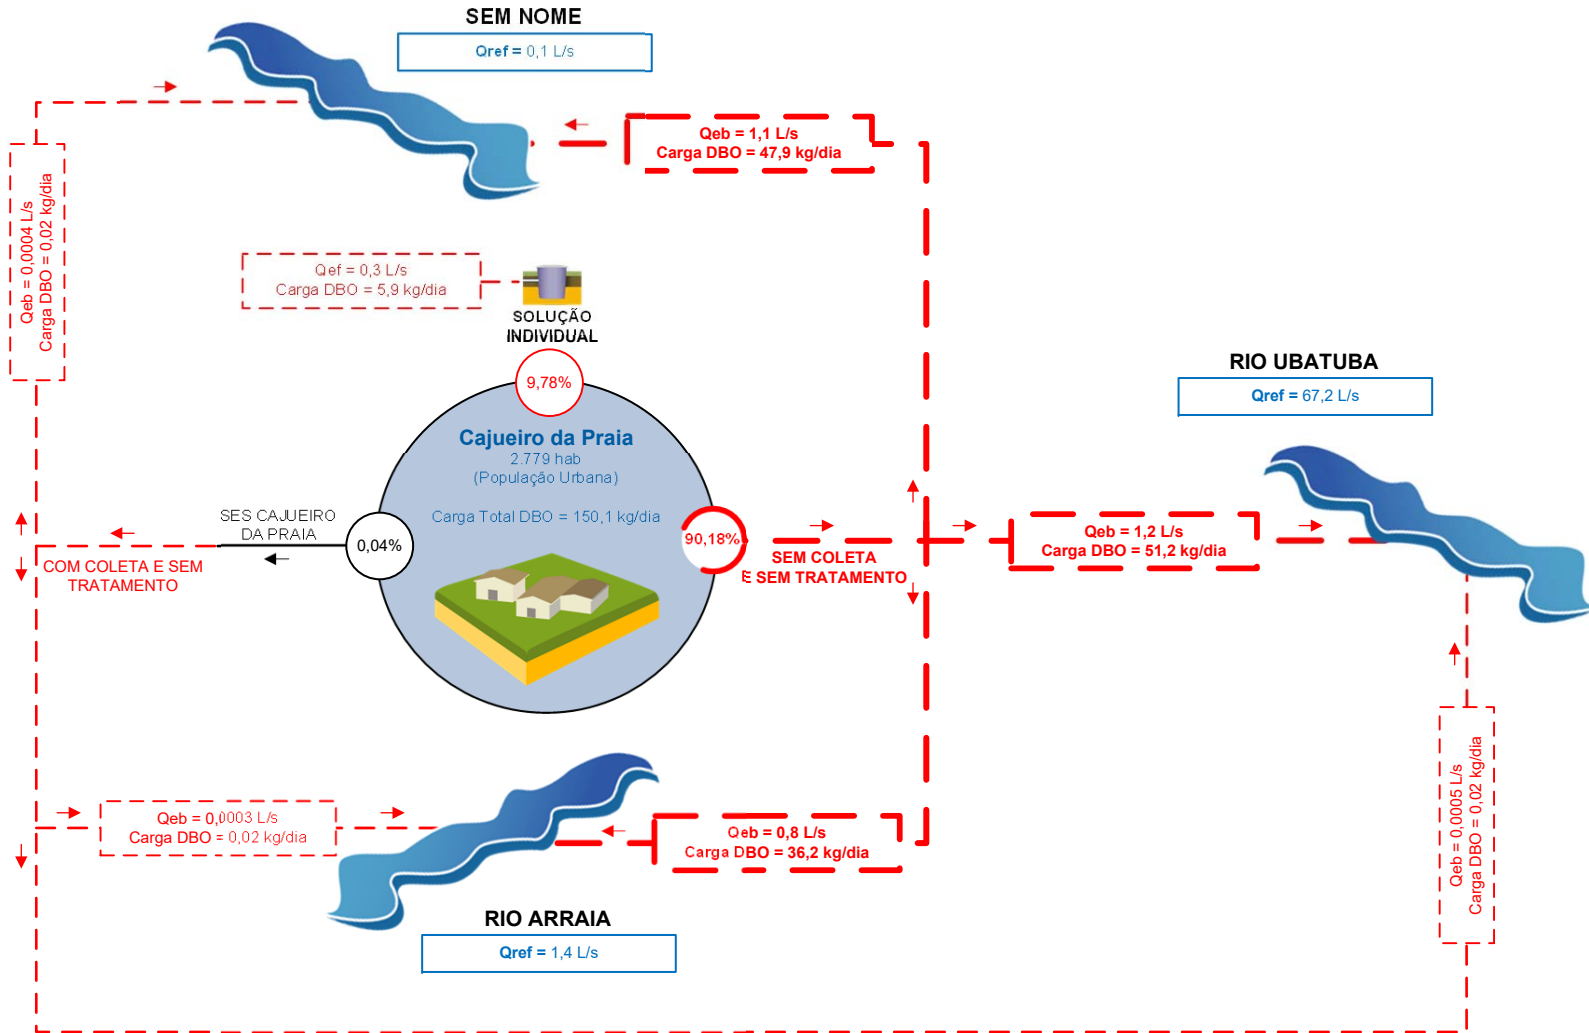 SEM NOME
Qref = 0,1 L/s
Qeb = 1,1 L/s
Carga DBO = 47,9 kg/dia
Qeb = 0,0004 L/s
Carga DBO = 0,02 kg/dia
Qef = 0,3 L/s
Carga DBO = 5,9 kg/dia
SOLUÇÃO
INDIVIDUAL
9,78%
Cajueiro da Praia
2.779 hab
(População Urbana)
Carga Total DBO = 150,1 kg/dia
RIO UBATUBA
Qref = 67,2 L/s
SES CAJUEIRO
DA PRAIA
0,04%
90,18%
COM COLETA E SEM
TRATAMENTO
SEM COLETA
E SEM TRATAMENTO
Qeb = 1,2 L/s
Carga DBO = 51,2 kg/dia
Qeb = 0,0003 L/s
Carga DBO = 0,02 kg/dia
Qeb = 0,8 L/s
Carga DBO = 36,2 kg/dia
Qeb = 0,0005 L/s
Carga DBO = 0,02 kg/dia
RIO ARRAIA
Qref = 1,4 L/s